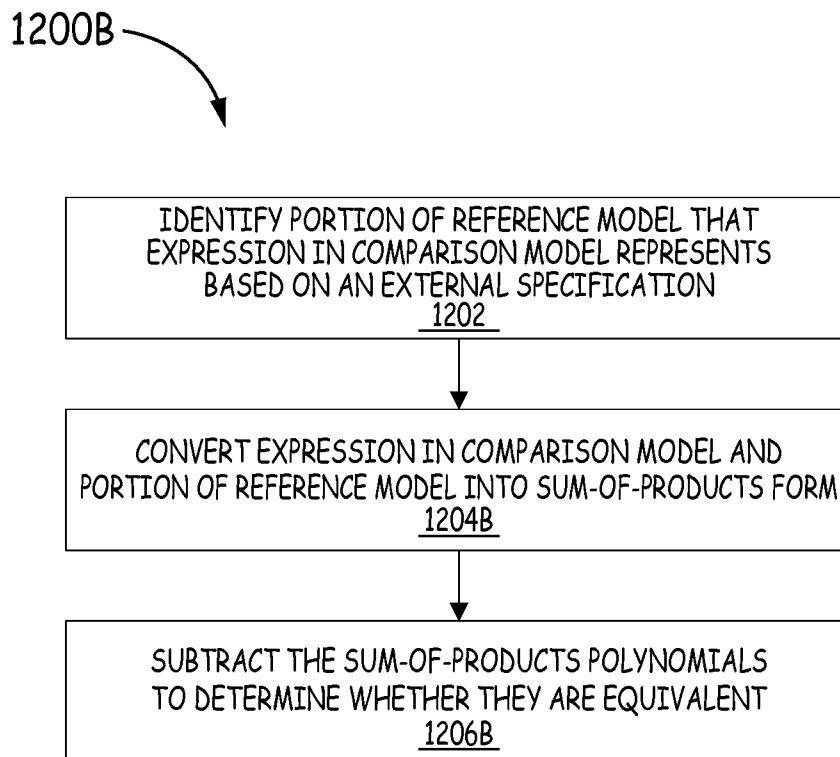 1200B
IDENTIFY PORTION OF REFERENCE MODEL THAT
EXPRESSION IN COMPARISON MODEL REPRESENTS
BASED ON AN EXTERNAL SPECIFICATION
1202
CONVERT EXPRESSION IN COMPARISON MODEL AND
PORTION OF REFERENCE MODEL INTO SUM-OF-PRODUCTS FORM
1204B
SUBTRACT THE SUM-OF-PRODUCTS POLYNOMIALS
TO DETERMINE WHETHER THEY ARE EQUIVALENT
1206B